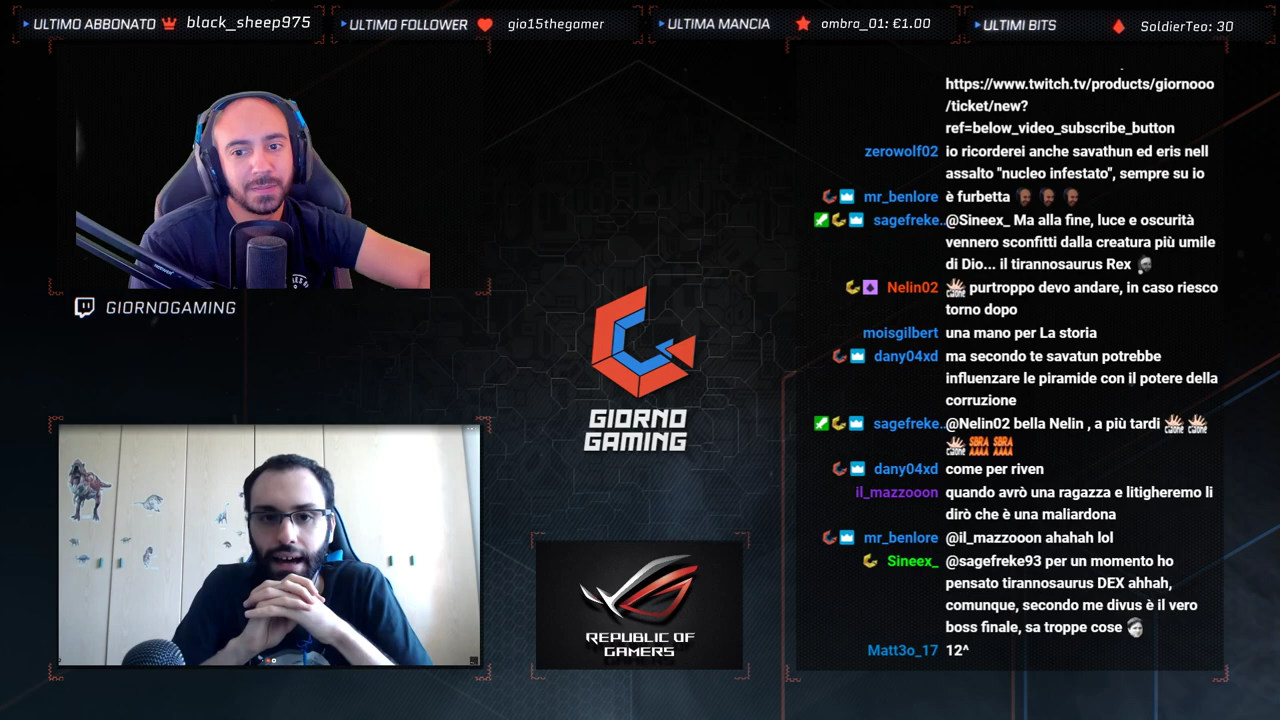 ULTIMO ABBONATO black_sheep975
ULTIMO FOLLOWER gio15thegamer
ULTIMA MANCIA ombra_01: €1.00
ULTIMI BITS SoldierTea: 30
GIORNOGAMING
GIORNO
GAMING
REPUBLIC OF
GAMERS
https://www.twitch.tv/products/giornooo
/ticket/new?
ref=below_video_subscribe_button
zerowolf02 io ricorderei anche savathun ed eris nell
assalto "nucleo infestato", sempre su io
mr_benlore è furbetta
sagefreke.. @Sineex_ Ma alla fine, luce e oscurità
vennero sconfitti dalla creatura più umile
di Dio... il tirannosaurus Rex
Nelin02 purtroppo devo andare, in caso riesco
torno dopo
moisgilbert una mano per La storia
dany04xd ma secondo te savatun potrebbe
influenzare le piramide con il potere della
corruzione
sagefreke.. @Nelin02 bella Nelin , a più tardi
dany04xd come per riven
il_mazzooon quando avrò una ragazza e litigheremo li
dirò che è una maliardona
mr_benlore @il_mazzooon ahahah lol
Sineex_ @sagefreke93 per un momento ho
pensato tirannosaurus DEX ahhah,
comunque, secondo me divus è il vero
boss finale, sa troppe cose
Matt3o_17 12^